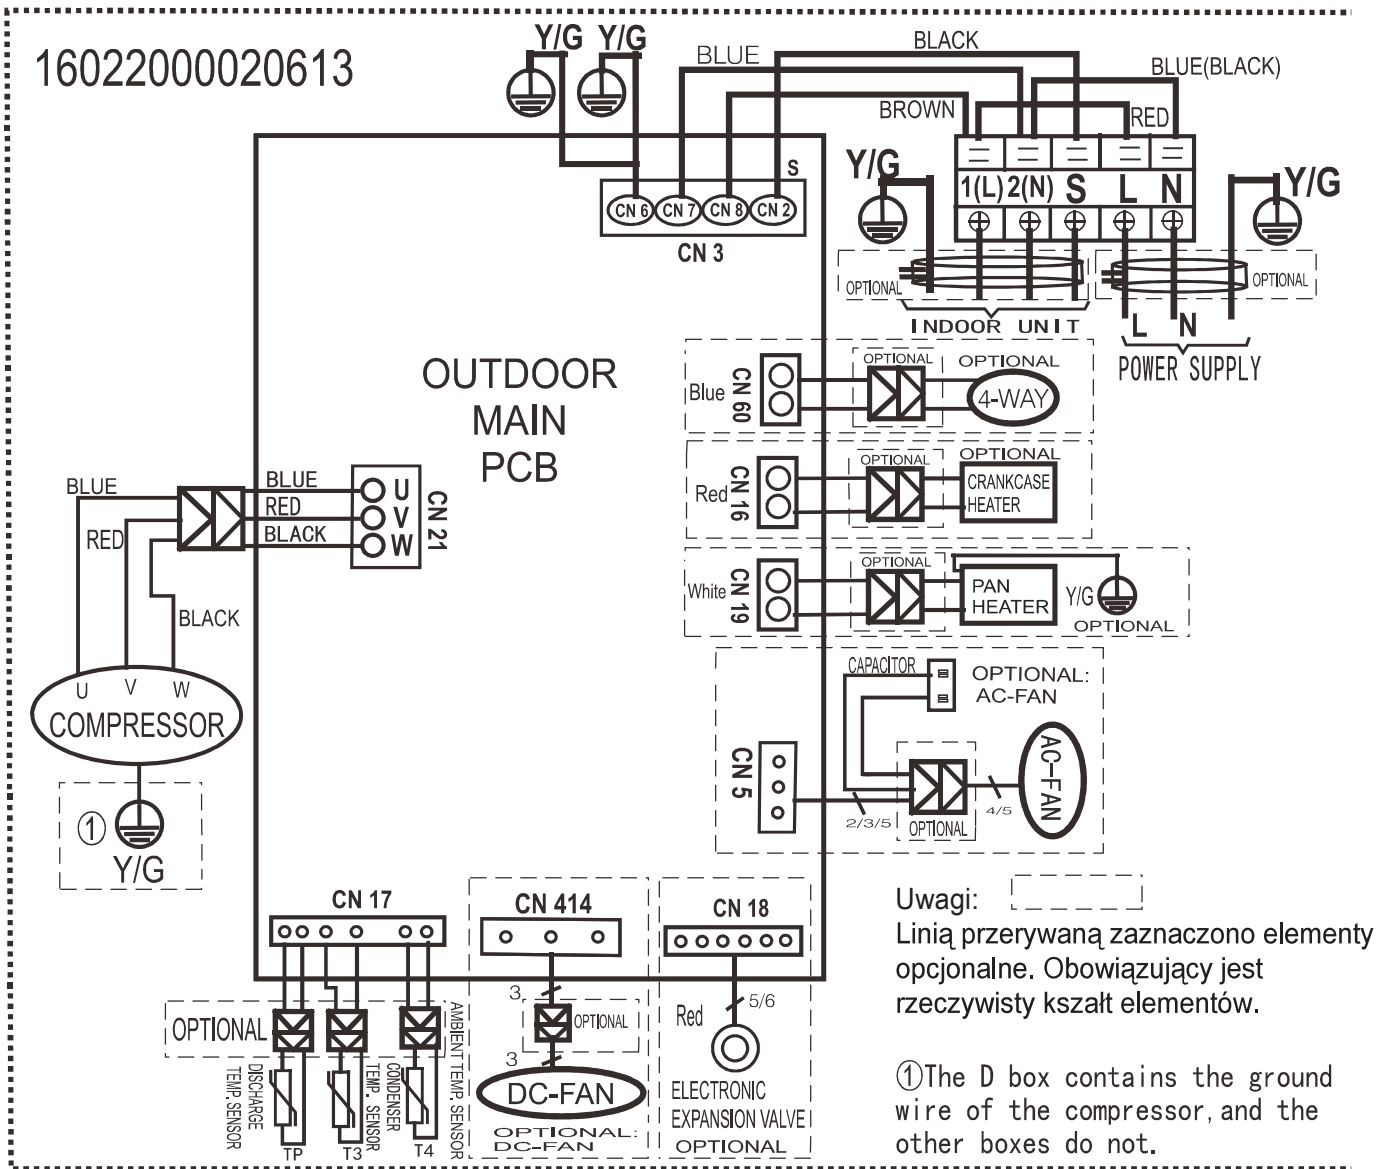 16022000020613
Y/G Y/G
BLUE
BLACK
BLUE(BLACK)
BROWN
RED
S
CN 6 CN 7 CN 8 CN 2
CN 3
Y/G
1(L) 2(N) S L N
Y/G
OPTIONAL
OPTIONAL
INDOOR UNIT
L N
POWER SUPPLY
OUTDOOR
MAIN
PCB
Blue
CN 60
OPTIONAL
OPTIONAL
4-WAY
Red
CN 16
OPTIONAL
OPTIONAL
CRANKCASE
HEATER
White
CN 19
OPTIONAL
PAN
HEATER
Y/G
OPTIONAL
BLUE
RED
BLACK
BLUE
RED
BLACK
U
V
W
CN 21
U V W
COMPRESSOR
①
Y/G
CAPACITOR
OPTIONAL:
AC-FAN
CN 5
2/3/5
OPTIONAL
4/5
AC-FAN
CN 17
OPTIONAL
DISCHARGE
TEMP. SENSOR
TP
TEMP. SENSOR
CONDENSER
T3
AMBIENT TEMP. SENSOR
T4
CN 414
3
OPTIONAL
3
DC-FAN
OPTIONAL:
DC-FAN
CN 18
Red
5/6
ELECTRONIC
EXPANSION VALVE
OPTIONAL
Uwagi:
Linią przerywaną zaznaczono elementy
opcjonalne. Obowiązujący jest
rzeczywisty kszałt elementów.
①The D box contains the ground
wire of the compressor, and the
other boxes do not.